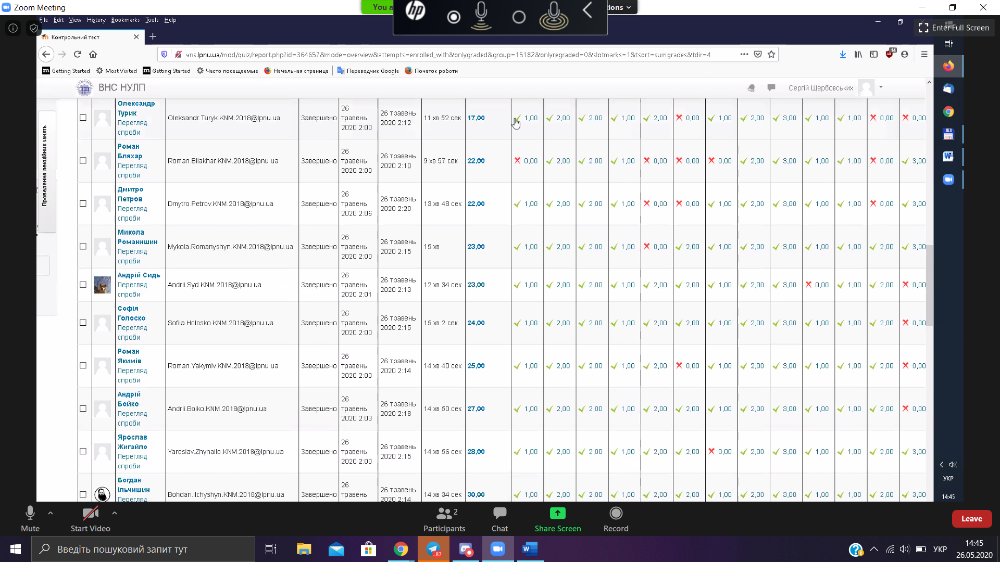 Zoom Meeting
You a
tions
File Edit View History Bookmarks Tools Help
Enter Full Screen
Контрольний тест
vns.lpnu.ua/mod/quiz/report.php?id=364657&mode=overview&attempts=enrolled_with&onlygraded&group=15182&onlyregraded=0&slotmarks=1&tsort=sumgrades&tdir=4
14
Getting Started Most Visited Getting Started Часто посещаемые Начальная страница Переводчик Google Початок роботи
ВНС НУЛП
Сергій Щербовських
Проведення лекційних занять
Олександр
Турик
Перегляд
спроби
Oleksandr.Turyk.KNM.2018@lpnu.ua
Завершено
26
травень
2020 2:00
26 травень
2020 2:12
11 хв 52 сек
17,00
1,00 2,00 2,00 1,00 2,00 0,00 1,00 2,00 3,00 1,00 1,00 0,00 0,00
Роман
Бляхар
Перегляд
спроби
Roman.Bliakhar.KNM.2018@lpnu.ua
Завершено
26
травень
2020 2:00
26 травень
2020 2:10
9 хв 57 сек
22,00
0,00 2,00 2,00 1,00 0,00 0,00 0,00 2,00 3,00 1,00 1,00 0,00 3,00
Дмитро
Петров
Перегляд
спроби
Dmytro.Petrov.KNM.2018@lpnu.ua
Завершено
26
травень
2020 2:06
26 травень
2020 2:20
13 хв 48 сек
22,00
1,00 2,00 2,00 1,00 0,00 0,00 1,00 2,00 3,00 1,00 1,00 0,00 3,00
Микола
Романишин
Перегляд
спроби
Mykola.Romanyshyn.KNM.2018@lpnu.ua
Завершено
26
травень
2020 2:00
26 травень
2020 2:15
15 хв
23,00
1,00 2,00 2,00 1,00 0,00 2,00 1,00 2,00 3,00 1,00 1,00 2,00 3,00
Андрій Сидь
Перегляд
спроби
Andrii.Syd.KNM.2018@lpnu.ua
Завершено
26
травень
2020 2:01
26 травень
2020 2:13
12 хв 34 сек
23,00
1,00 2,00 2,00 1,00 2,00 2,00 1,00 2,00 3,00 0,00 1,00 2,00 0,00
Софія
Голоско
Перегляд
спроби
Sofiia.Holosko.KNM.2018@lpnu.ua
Завершено
26
травень
2020 2:00
26 травень
2020 2:15
15 хв 2 сек
24,00
1,00 2,00 2,00 1,00 2,00 2,00 1,00 2,00 3,00 1,00 1,00 2,00 0,00
Роман
Якимів
Перегляд
спроби
Roman.Yakymiv.KNM.2018@lpnu.ua
Завершено
26
травень
2020 2:00
26 травень
2020 2:14
14 хв 40 сек
25,00
1,00 2,00 2,00 1,00 2,00 0,00 1,00 2,00 3,00 1,00 1,00 2,00 0,00
Андрій
Бойко
Перегляд
спроби
Andrii.Boiko.KNM.2018@lpnu.ua
Завершено
26
травень
2020 2:03
26 травень
2020 2:18
14 хв 50 сек
27,00
1,00 2,00 2,00 1,00 2,00 2,00 1,00 2,00 3,00 1,00 1,00 2,00 0,00
Ярослав
Жигайло
Перегляд
спроби
Yaroslav.Zhyhailo.KNM.2018@lpnu.ua
Завершено
26
травень
2020 2:00
26 травень
2020 2:15
14 хв 56 сек
28,00
1,00 2,00 2,00 1,00 2,00 2,00 0,00 2,00 3,00 1,00 1,00 2,00 3,00
Богдан
Ільчишин
Перегляд
Bohdan.Ilchyshyn.KNM.2018@lpnu.ua
Завершено
26
травень
26 травень
2020 2:14
14 хв 34 сек
30,00
1,00 2,00 2,00 1,00 2,00 2,00 1,00 2,00 3,00 1,00 1,00 2,00 3,00
УКР
14:45
Mute
Start Video
2
Participants
Chat
Share Screen
Record
Leave
Введіть пошуковий запит тут
..87
УКР
14:45
26.05.2020